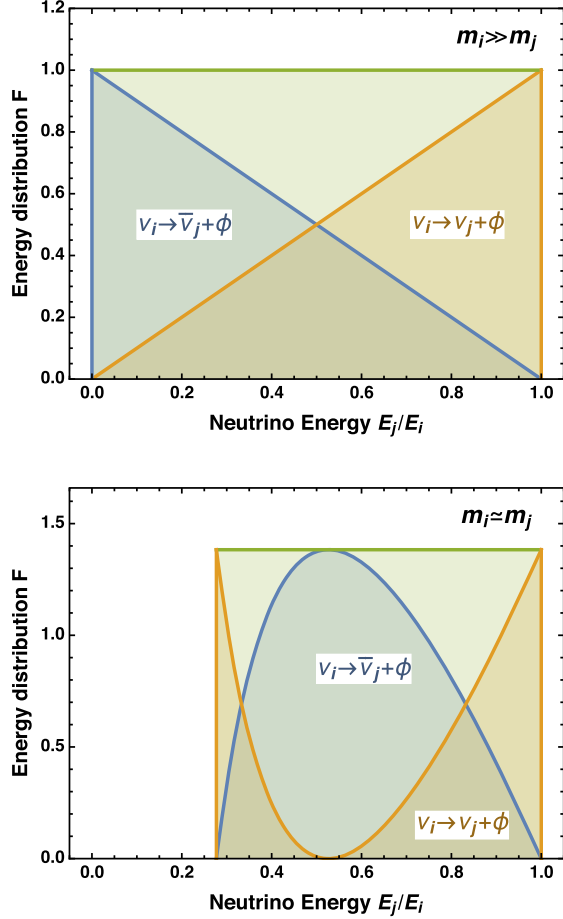 m_i≫m_j
1.2
1.0
0.8
0.6
0.4
0.2
0.0
Energy distribution F
ν_i→ν̅_j+ϕ
ν_i→ν_j+ϕ
0.0 0.2 0.4 0.6 0.8 1.0
Neutrino Energy E_j/E_i
m_i≃m_j
1.5
1.0
0.5
0.0
Energy distribution F
ν_i→ν̅_j+ϕ
ν_i→ν_j+ϕ
0.0 0.2 0.4 0.6 0.8 1.0
Neutrino Energy E_j/E_i